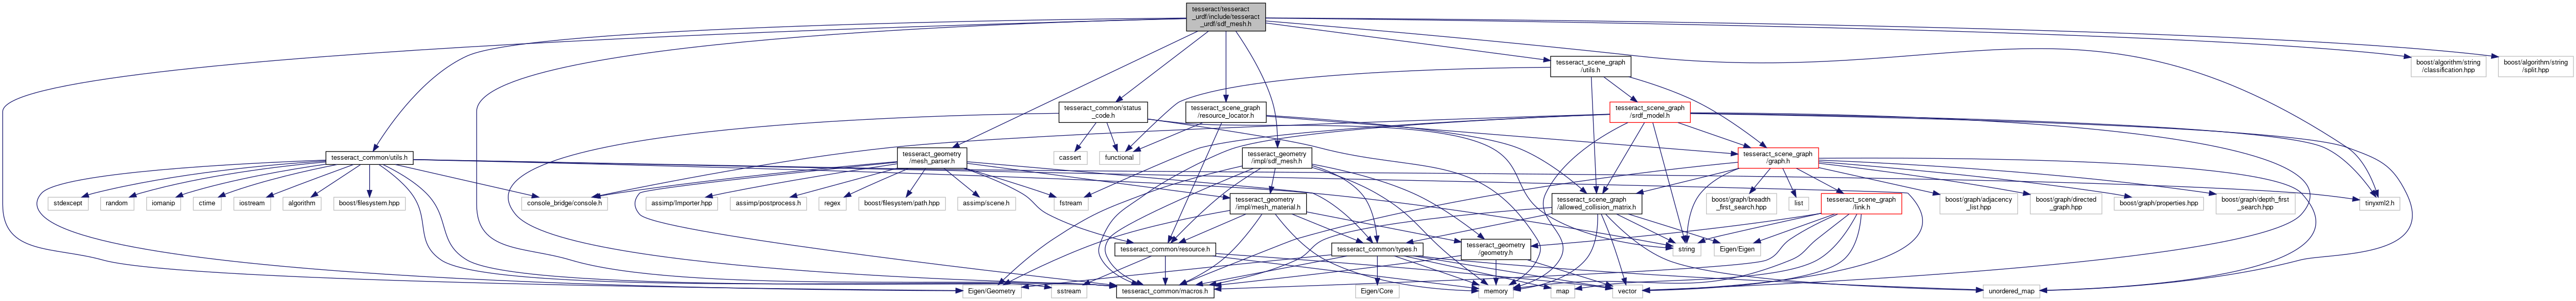 tesseract/tesseract
_urdf/include/tesseract
_urdf/sdf_mesh.h
tesseract_scene_graph
/utils.h
boost/algorithm/string
/classification.hpp
boost/algorithm/string
/split.hpp
tesseract_common/status
_code.h
tesseract_scene_graph
/resource_locator.h
tesseract_scene_graph
/srdf_model.h
tesseract_common/utils.h
cassert
functional
tesseract_geometry
/mesh_parser.h
tesseract_geometry
/impl/sdf_mesh.h
tesseract_scene_graph
/graph.h
stdexcept
random
iomanip
ctime
iostream
algorithm
boost/filesystem.hpp
console_bridge/console.h
assimp/Importer.hpp
assimp/postprocess.h
regex
boost/filesystem/path.hpp
assimp/scene.h
fstream
tesseract_geometry
/impl/mesh_material.h
tesseract_scene_graph
/allowed_collision_matrix.h
boost/graph/breadth
_first_search.hpp
list
tesseract_scene_graph
/link.h
boost/graph/adjacency
_list.hpp
boost/graph/directed
_graph.hpp
boost/graph/properties.hpp
boost/graph/depth_first
_search.hpp
tinyxml2.h
tesseract_common/resource.h
tesseract_common/types.h
tesseract_geometry
/geometry.h
string
Eigen/Eigen
Eigen/Geometry
sstream
tesseract_common/macros.h
Eigen/Core
memory
map
vector
unordered_map